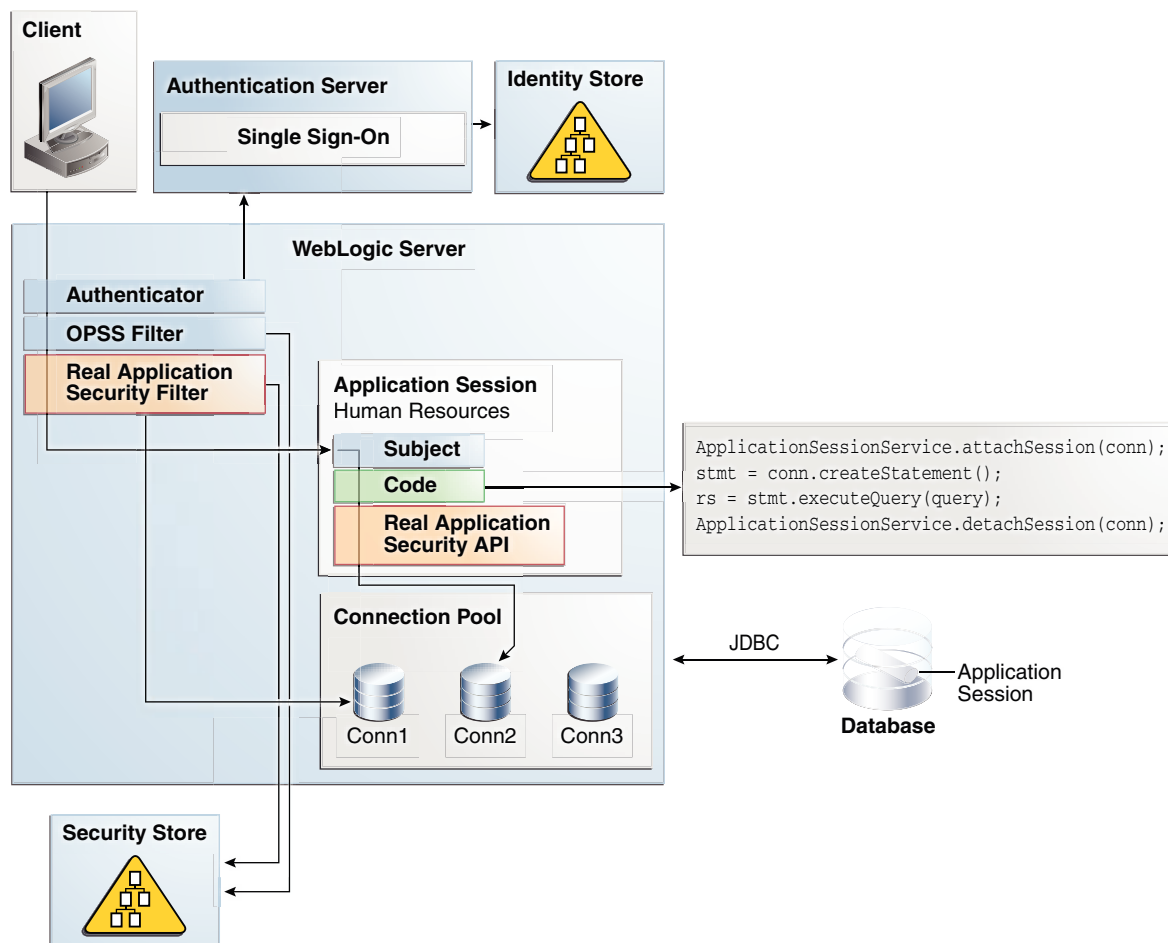 Client
Authentication Server
Single Sign-On
Identity Store
WebLogic Server
Authenticator
OPSS Filter
Real Application
Security Filter
Application Session
Human Resources
Subject
Code
Real Application
Security API
ApplicationSessionService.attachSession(conn);
stmt = conn.createStatement();
rs = stmt.executeQuery(query);
ApplicationSessionService.detachSession(conn);
Connection Pool
Conn1
Conn2
Conn3
JDBC
Application
Session
Database
Security Store